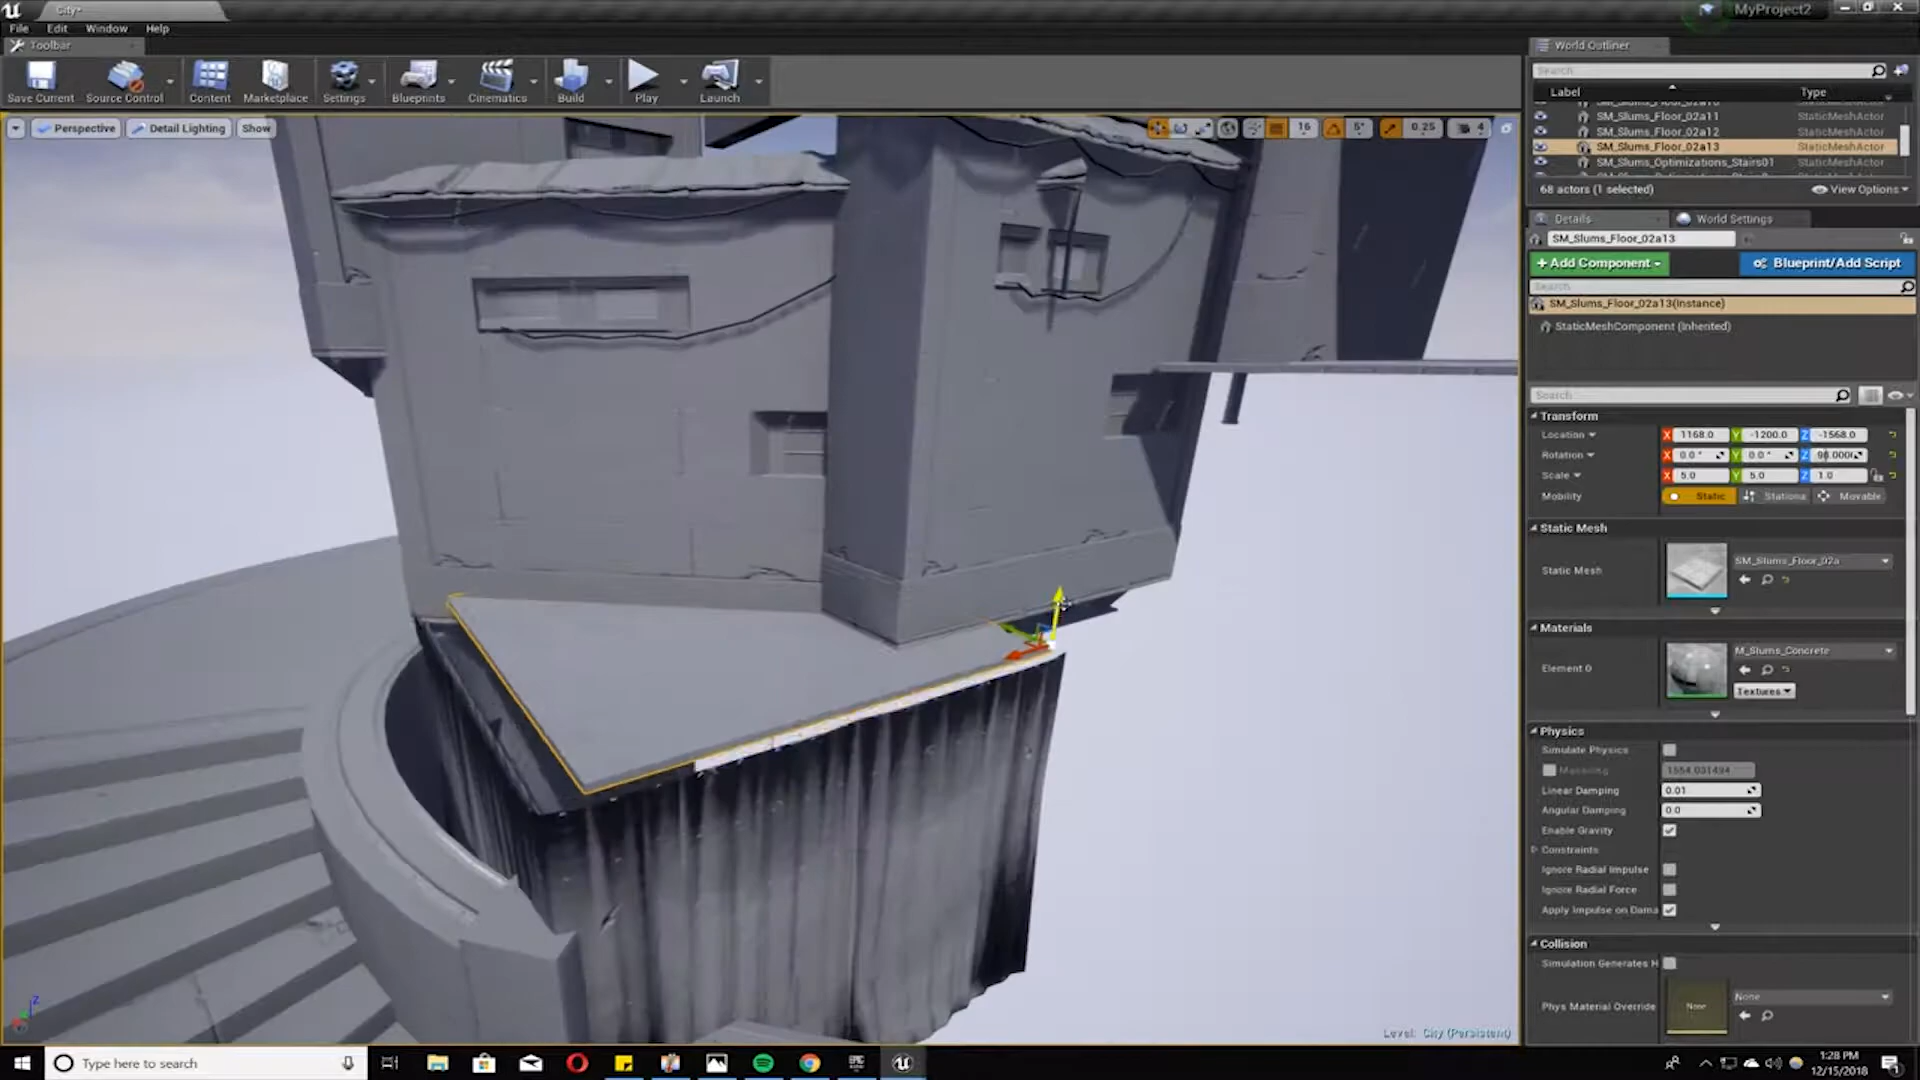 City*
MyProject2
File Edit Window Help
Toolbar
Save Current
Source Control
Content
Marketplace
Settings
Blueprints
Cinematics
Build
Play
Launch
Perspective
Detail Lighting
Show
16
5°
0.25
4
World Outliner
Search
Label Type
SM_Slums_Floor_02a10 StaticMeshActor
SM_Slums_Floor_02a11 StaticMeshActor
SM_Slums_Floor_02a12 StaticMeshActor
SM_Slums_Floor_02a13 StaticMeshActor
SM_Slums_Optimizations_Stairs01 StaticMeshActor
68 actors (1 selected)
View Options
Details
World Settings
SM_Slums_Floor_02a13
+ Add Component
Blueprint/Add Script
Search
SM_Slums_Floor_02a13(Instance)
StaticMeshComponent (Inherited)
Search
Transform
Location X 1168.0 Y -1200.0 Z -1568.0
Rotation X 0.0° Y 0.0° Z 90.000
Scale X 5.0 Y 5.0 Z 1.0
Mobility Static Stationa Movable
Static Mesh
Static Mesh SM_Slums_Floor_02a
Materials
Element 0 M_Slums_Concrete
Textures
Physics
Simulate Physics
1554.031494
Linear Damping 0.01
Angular Damping 0.0
Enable Gravity
Constraints
Ignore Radial Impulse
Ignore Radial Force
Apply Impulse on Dama
Collision
Simulation Generates H
Phys Material Override None None
Level: City (Persistent)
Z
Type here to search
EPIC
1:28 PM
12/15/2018
1